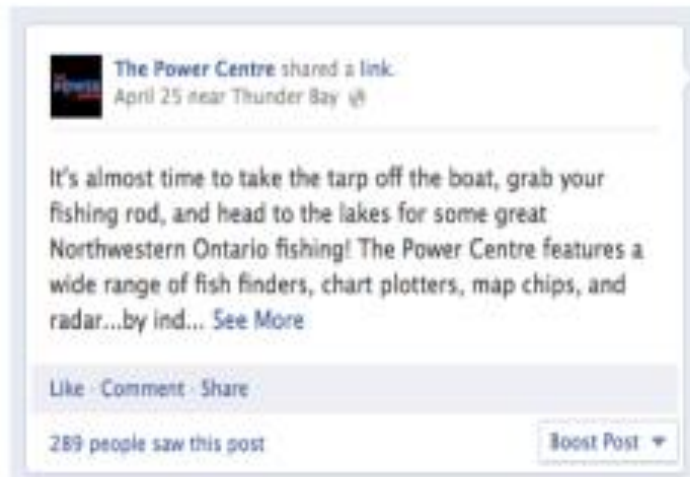 The Power Centre shared a link.
April 25 near Thunder Bay
It's almost time to take the tarp off the boat, grab your
fishing rod, and head to the lakes for some great
Northwestern Ontario fishing! The Power Centre features a
wide range of fish finders, chart plotters, map chips, and
radar...by ind... See More
Like · Comment · Share
289 people saw this post
Boost Post